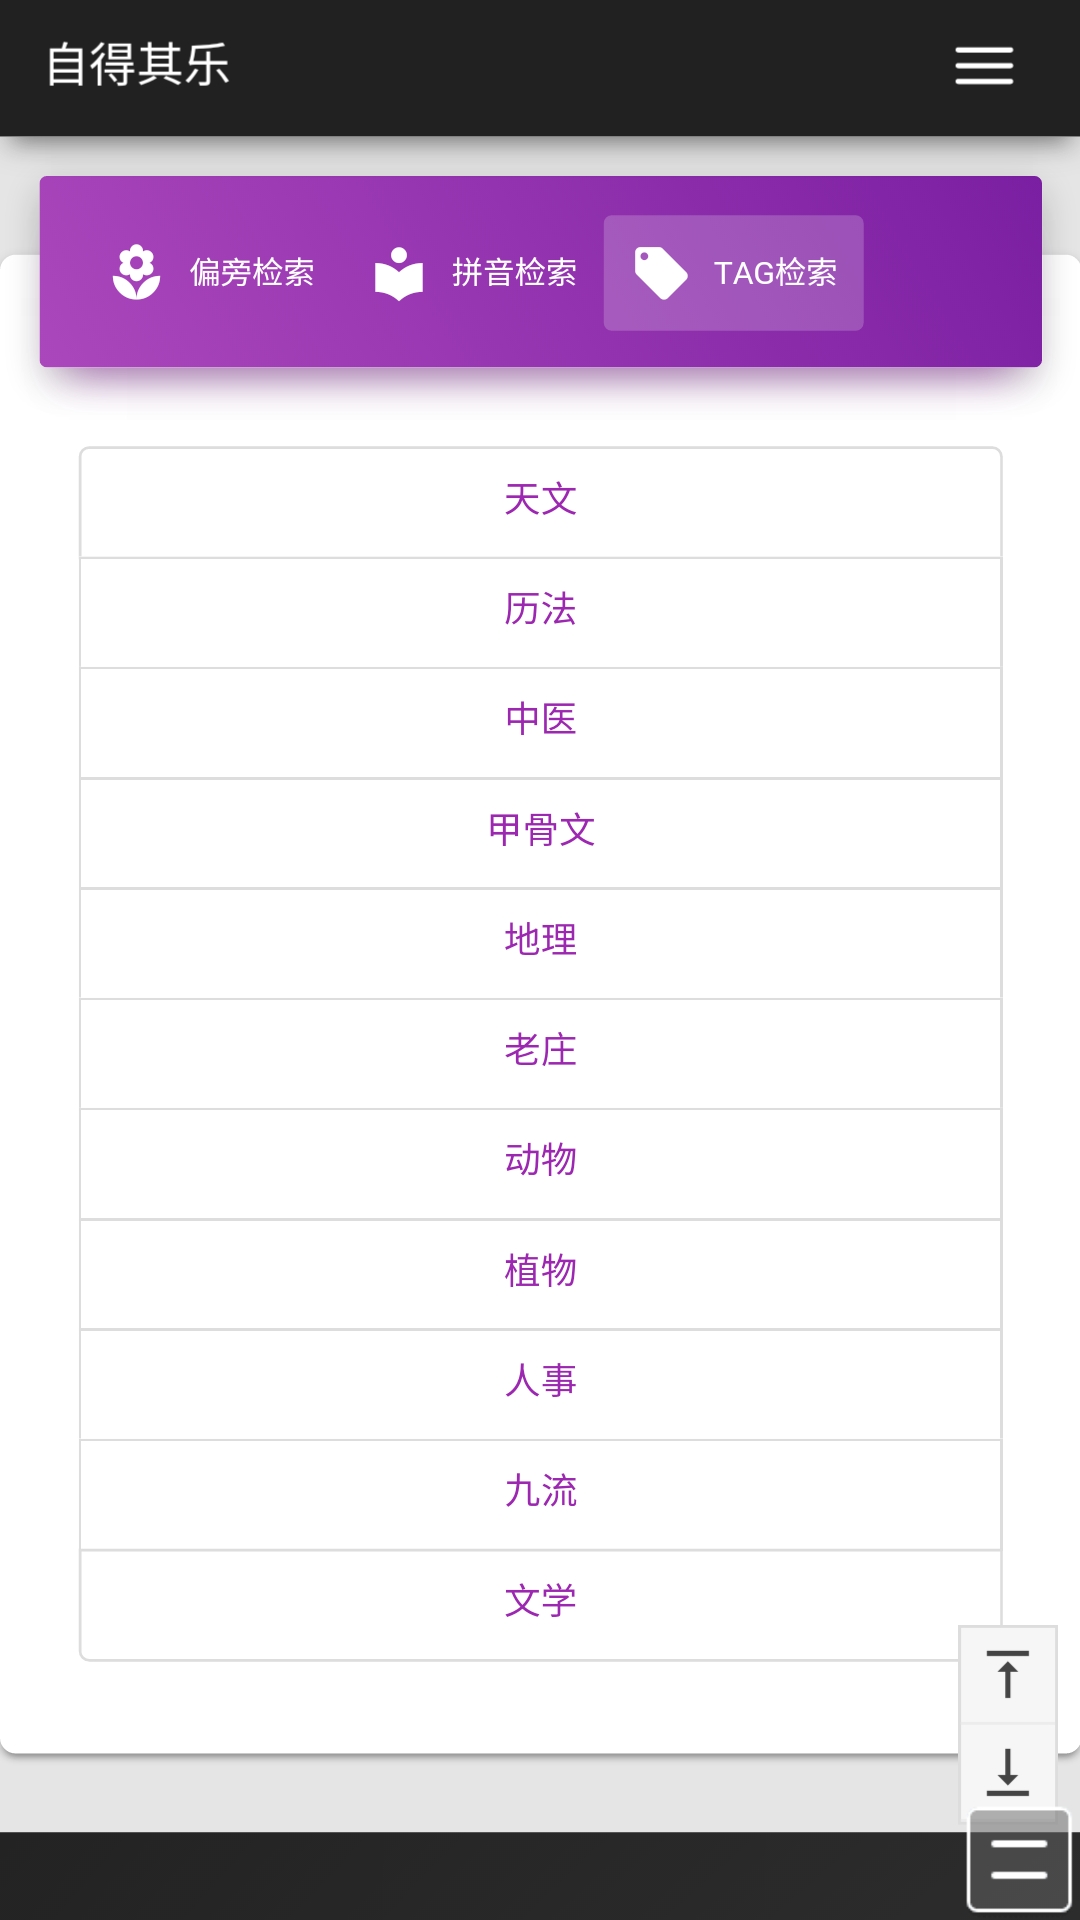 自得其乐
偏旁检索 拼音检索 TAG检索
天文
历法
中医
甲骨文
地理
老庄
动物
植物
人事
九流
文学